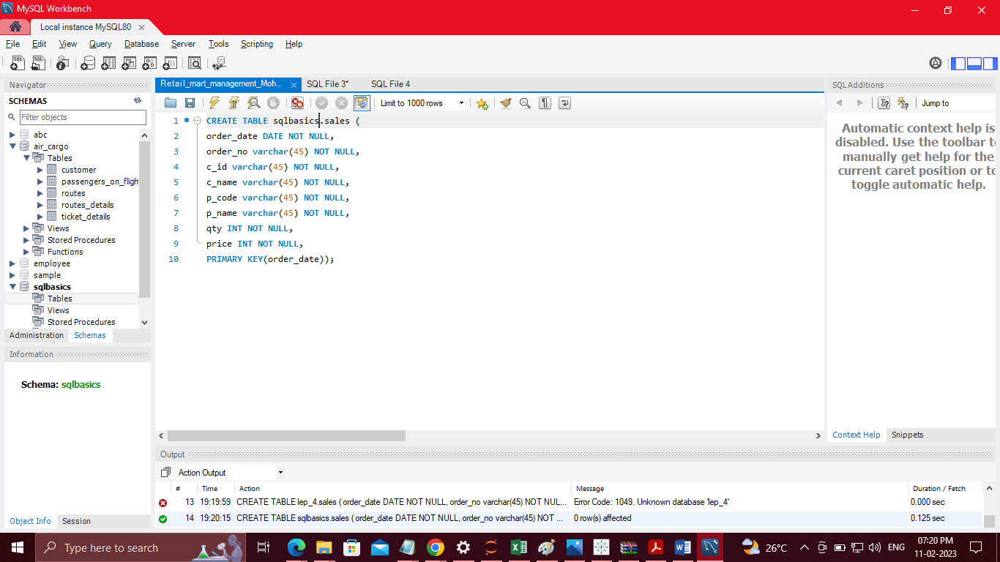 MySQL Workbench
Local instance MySQL80
File Edit View Query Database Server Tools Scripting Help
Navigator
SCHEMAS
Filter objects
abc
air_cargo
Tables
customer
passengers_on_fligh
routes
routes_details
ticket_details
Views
Stored Procedures
Functions
employee
sample
sqlbasics
Tables
Views
Stored Procedures
Administration Schemas
Information
Schema: sqlbasics
Object Info Session
Retail_mart_management_Moh... SQL File 3* SQL File 4
Limit to 1000 rows
1 CREATE TABLE sqlbasics.sales (
2 order_date DATE NOT NULL,
3 order_no varchar(45) NOT NULL,
4 c_id varchar(45) NOT NULL,
5 c_name varchar(45) NOT NULL,
6 p_code varchar(45) NOT NULL,
7 p_name varchar(45) NOT NULL,
8 qty INT NOT NULL,
9 price INT NOT NULL,
10 PRIMARY KEY(order_date));
SQLAdditions
Jump to
Automatic context help is
disabled. Use the toolbar to
manually get help for the
current caret position or to
toggle automatic help.
Context Help Snippets
Output
Action Output
# Time Action Message Duration / Fetch
13 19:19:59 CREATE TABLE lep_4.sales ( order_date DATE NOT NULL, order_no varchar(45) NOT NUL... Error Code: 1049. Unknown database 'lep_4' 0.000 sec
14 19:20:15 CREATE TABLE sqlbasics.sales ( order_date DATE NOT NULL, order_no varchar(45) NOT ... 0 row(s) affected 0.125 sec
Type here to search
26°C
ENG
07:20 PM
11-02-2023